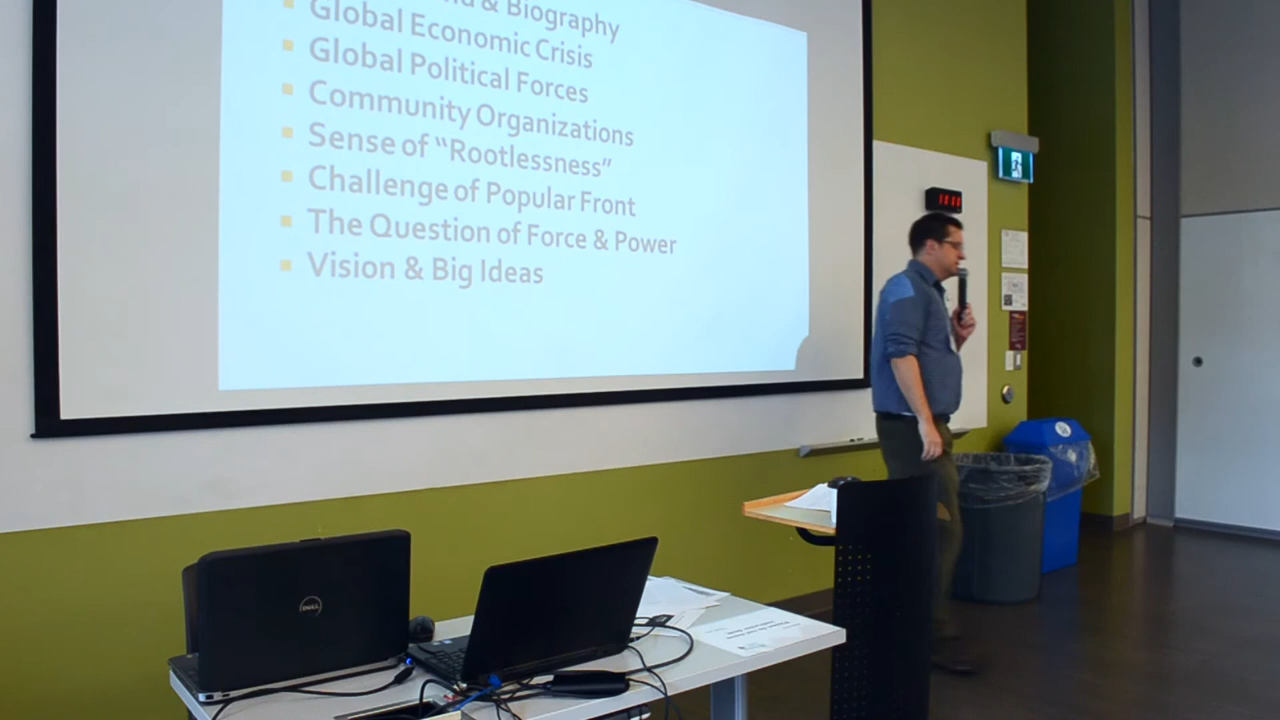 & Biography
Global Economic Crisis
Global Political Forces
Community Organizations
Sense of “Rootlessness”
Challenge of Popular Front
The Question of Force & Power
Vision & Big Ideas
DELL